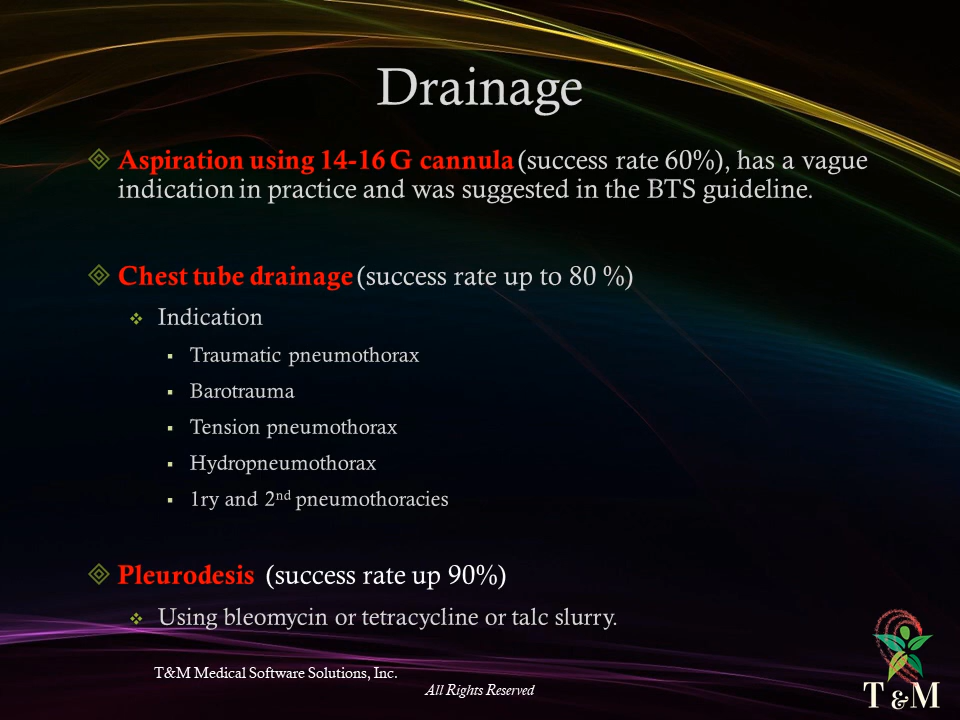 Drainage
Aspiration using 14-16 G cannula (success rate 60%), has a vague
indication in practice and was suggested in the BTS guideline.
Chest tube drainage (success rate up to 80 %)
Indication
Traumatic pneumothorax
Barotrauma
Tension pneumothorax
Hydropneumothorax
1ry and 2nd pneumothoracies
Pleurodesis (success rate up 90%)
Using bleomycin or tetracycline or talc slurry.
T&M Medical Software Solutions, Inc.
All Rights Reserved
T & M